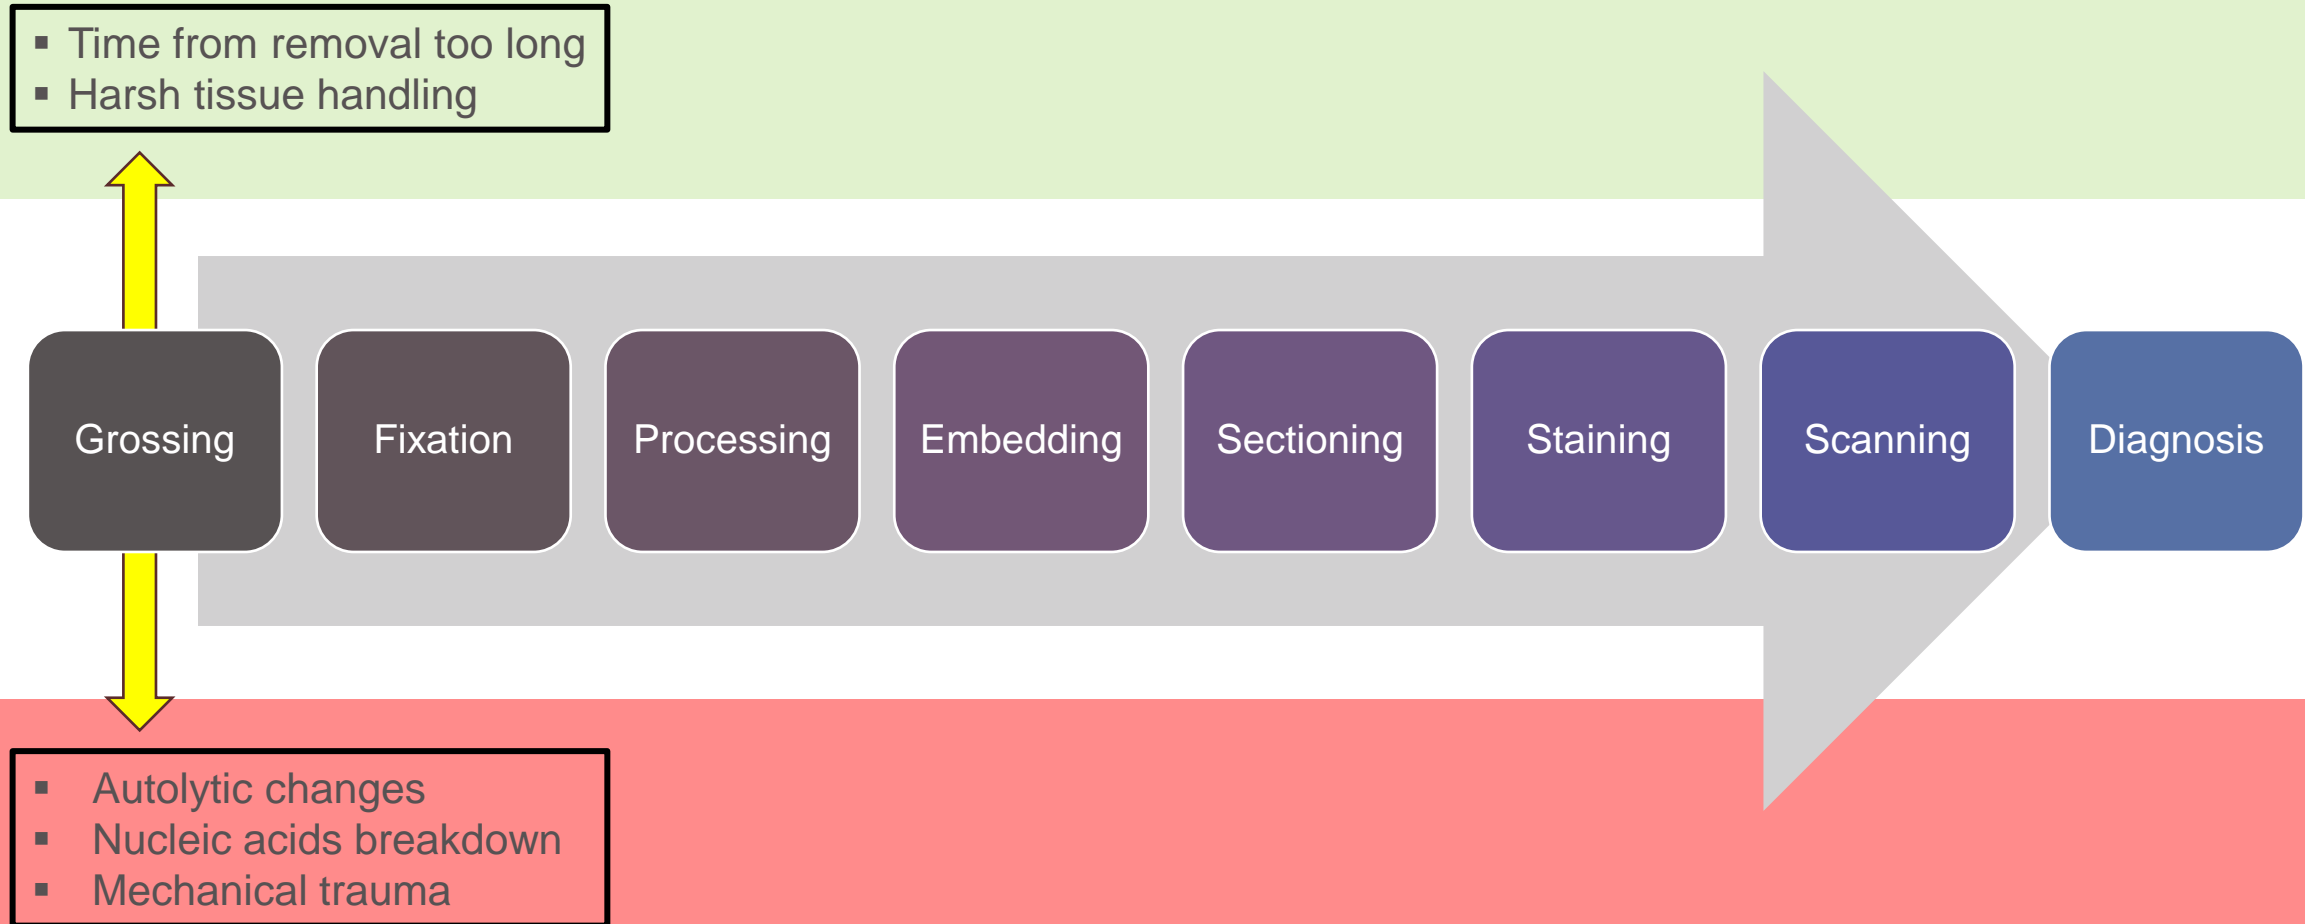 ▪ Time from removal too long
▪ Harsh tissue handling
Grossing
Fixation
Processing
Embedding
Sectioning
Staining
Scanning
Diagnosis
▪ Autolytic changes
▪ Nucleic acids breakdown
▪ Mechanical trauma